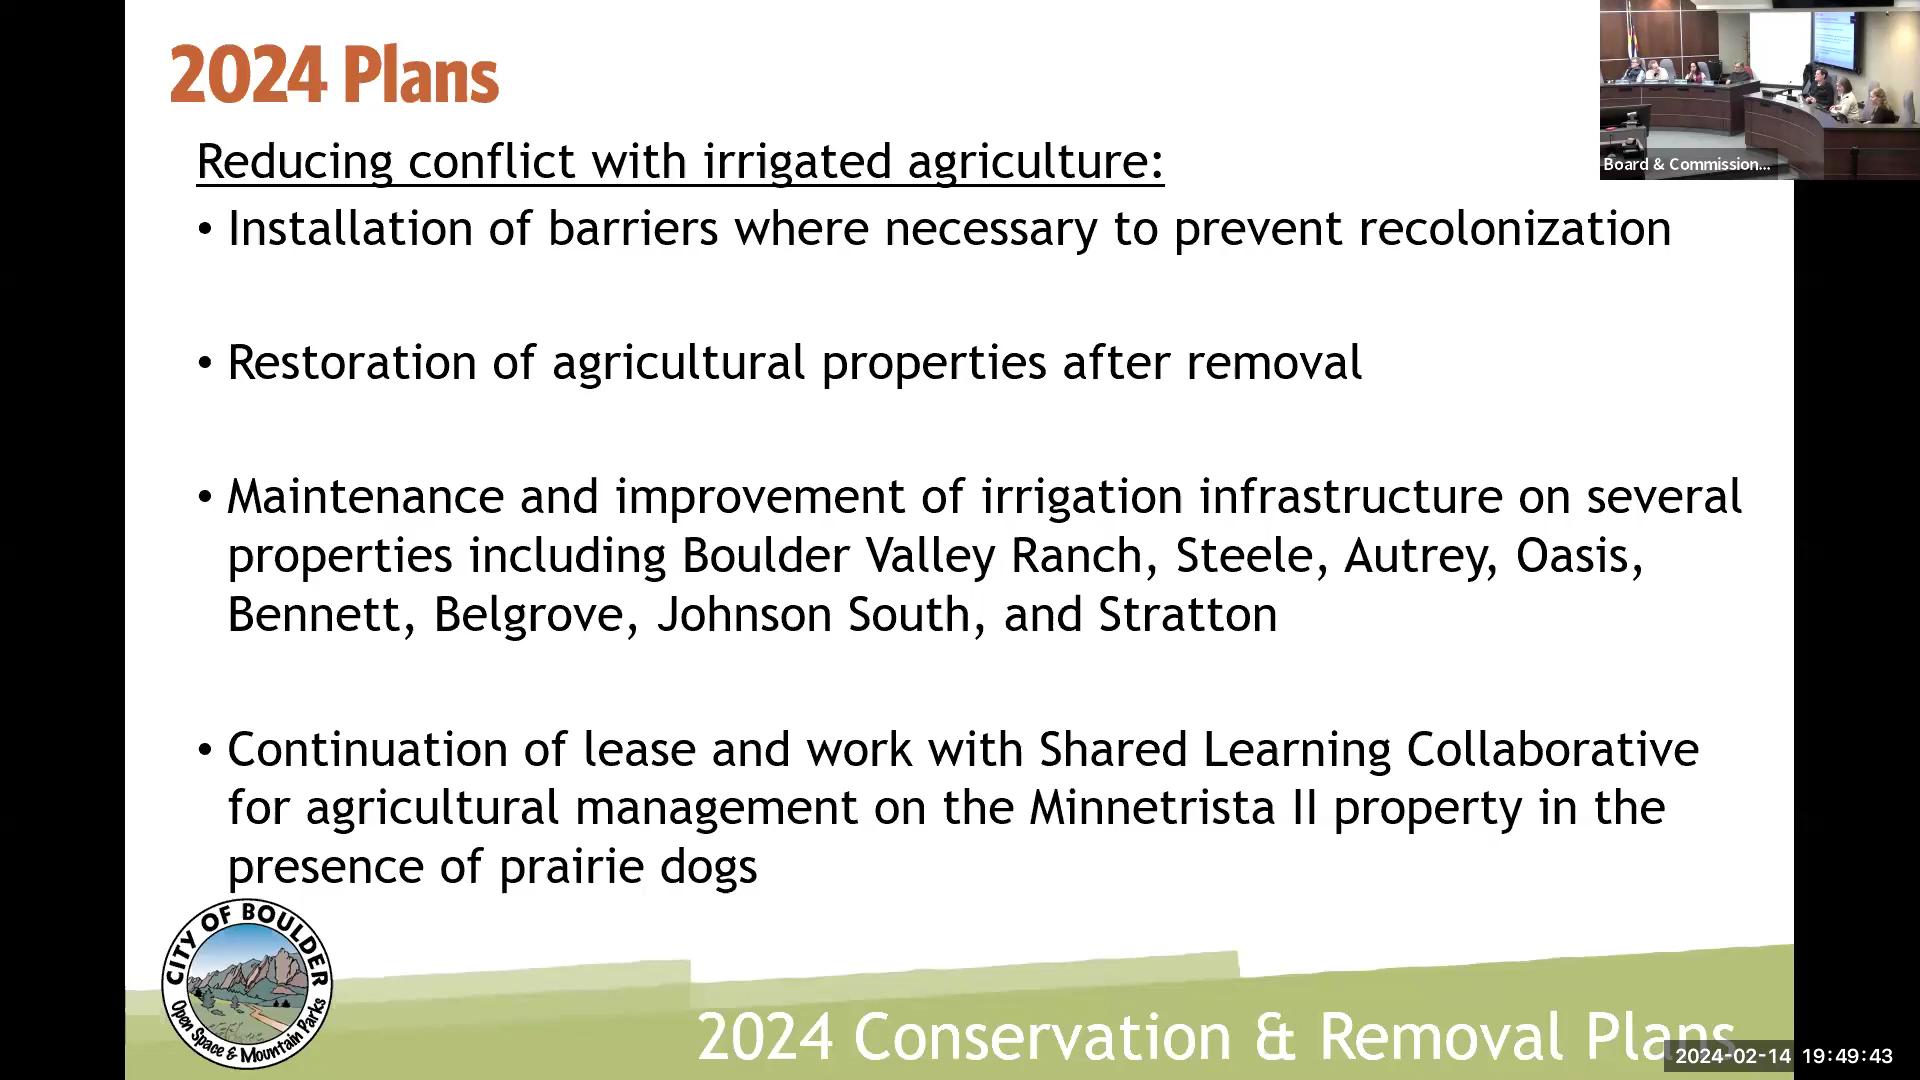 2024 Plans
Reducing conflict with irrigated agriculture:
• Installation of barriers where necessary to prevent recolonization
• Restoration of agricultural properties after removal
• Maintenance and improvement of irrigation infrastructure on several
properties including Boulder Valley Ranch, Steele, Autrey, Oasis,
Bennett, Belgrove, Johnson South, and Stratton
• Continuation of lease and work with Shared Learning Collaborative
for agricultural management on the Minnetrista II property in the
presence of prairie dogs
CITY OF BOULDER
Open Space & Mountain Parks
2024 Conservation & Removal Plans
Board & Commission...
2024-02-14 19:49:43